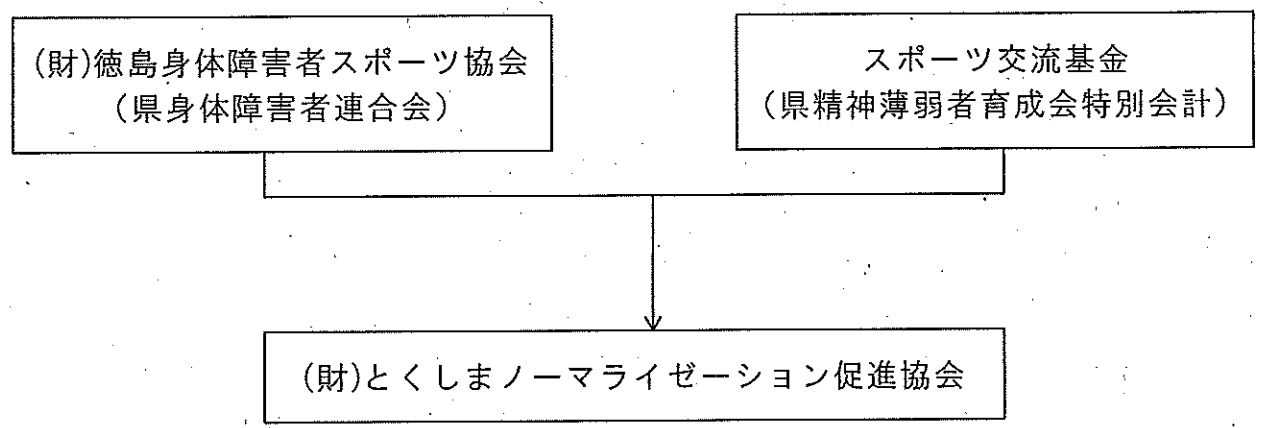 (財)徳島身体障害者スポーツ協会
（県身体障害者連合会）
スポーツ交流基金
（県精神薄弱者育成会特別会計）
(財)とくしまノーマライゼーション促進協会